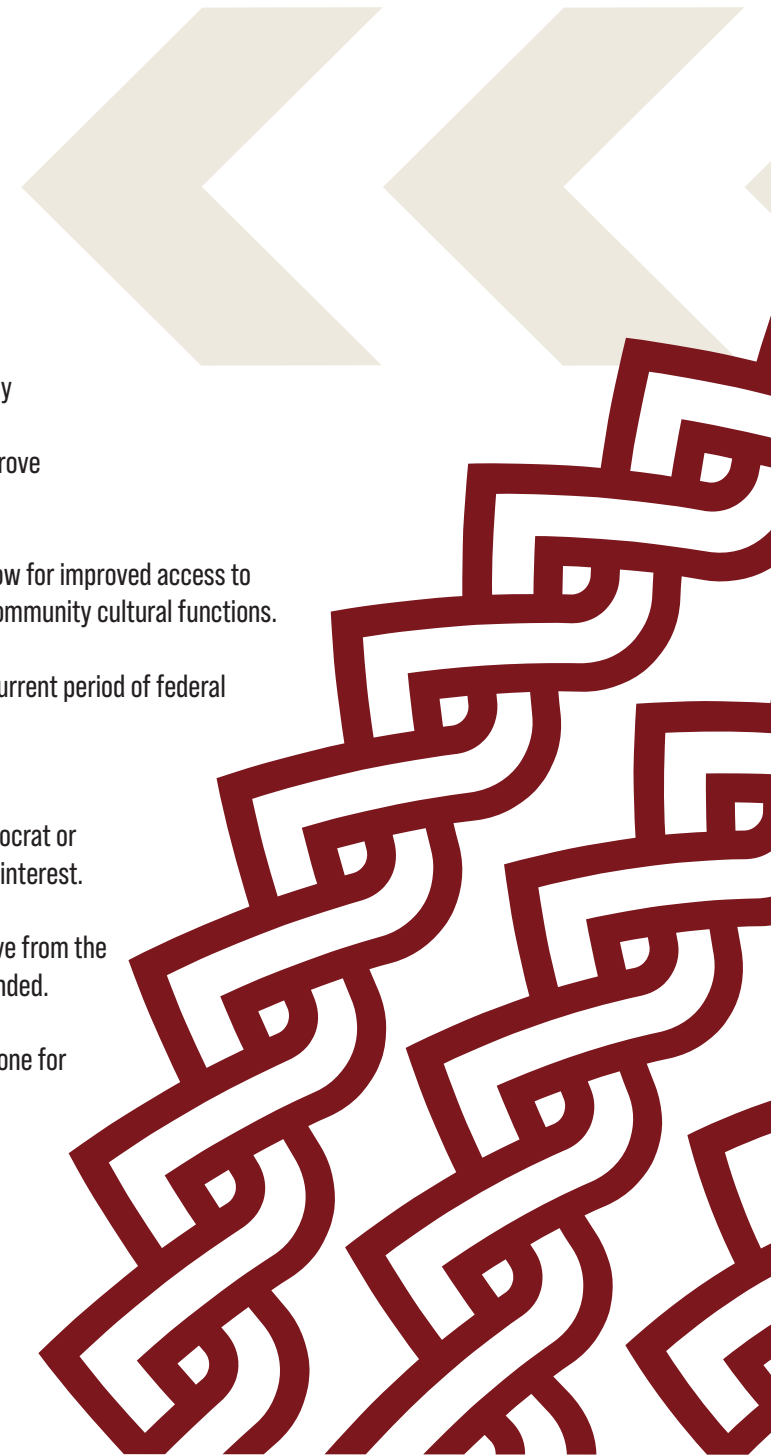 y
rove
ow for improved access to
ommunity cultural functions.
urrent period of federal
ocrat or
interest.
ve from the
nded.
one for